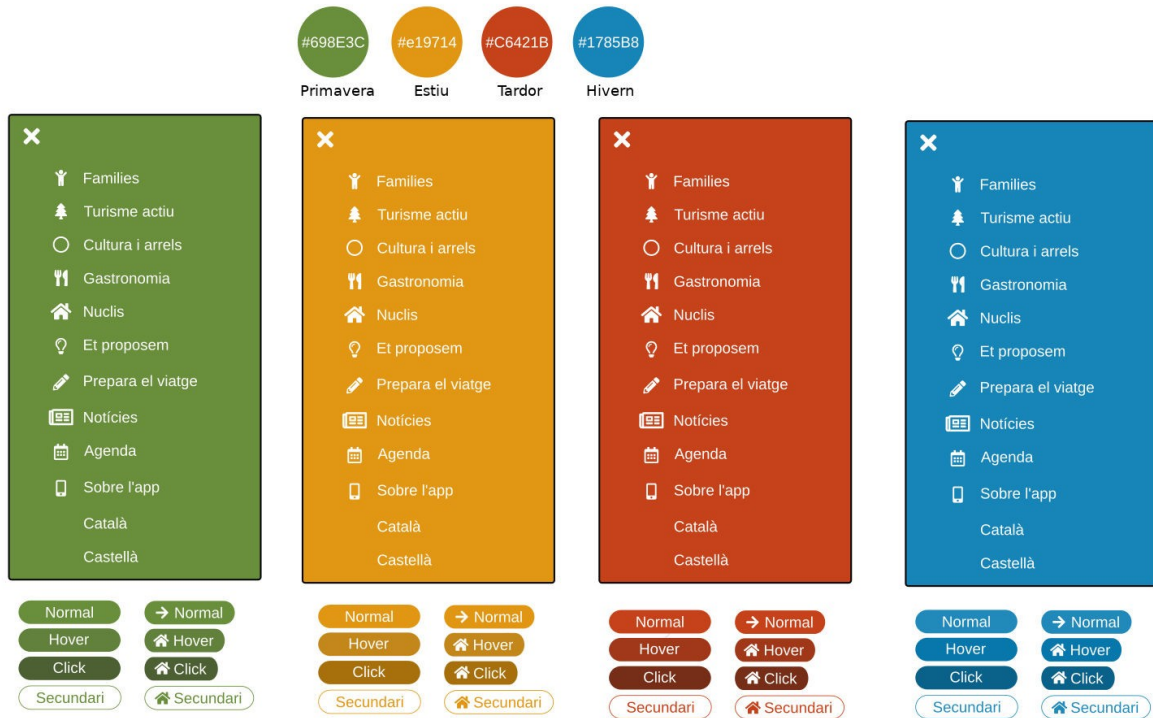 #698E3C
#e19714
#C6421B
#1785B8
Primavera
Estiu
Tardor
Hivern
Families
Turisme actiu
Cultura i arrels
Gastronomia
Nuclis
Et proposem
Prepara el viatge
Notícies
Agenda
Sobre l'app
Català
Castellà
Families
Turisme actiu
Cultura i arrels
Gastronomia
Nuclis
Et proposem
Prepara el viatge
Notícies
Agenda
Sobre l'app
Català
Castellà
Families
Turisme actiu
Cultura i arrels
Gastronomia
Nuclis
Et proposem
Prepara el viatge
Notícies
Agenda
Sobre l'app
Català
Castellà
Families
Turisme actiu
Cultura i arrels
Gastronomia
Nuclis
Et proposem
Prepara el viatge
Notícies
Agenda
Sobre l'app
Català
Castellà
Normal
Hover
Click
Secundari
Normal
Hover
Click
Secundari
Normal
Hover
Click
Secundari
Normal
Hover
Click
Secundari
Normal
Hover
Click
Secundari
Normal
Hover
Click
Secundari
Normal
Hover
Click
Secundari
Normal
Hover
Click
Secundari